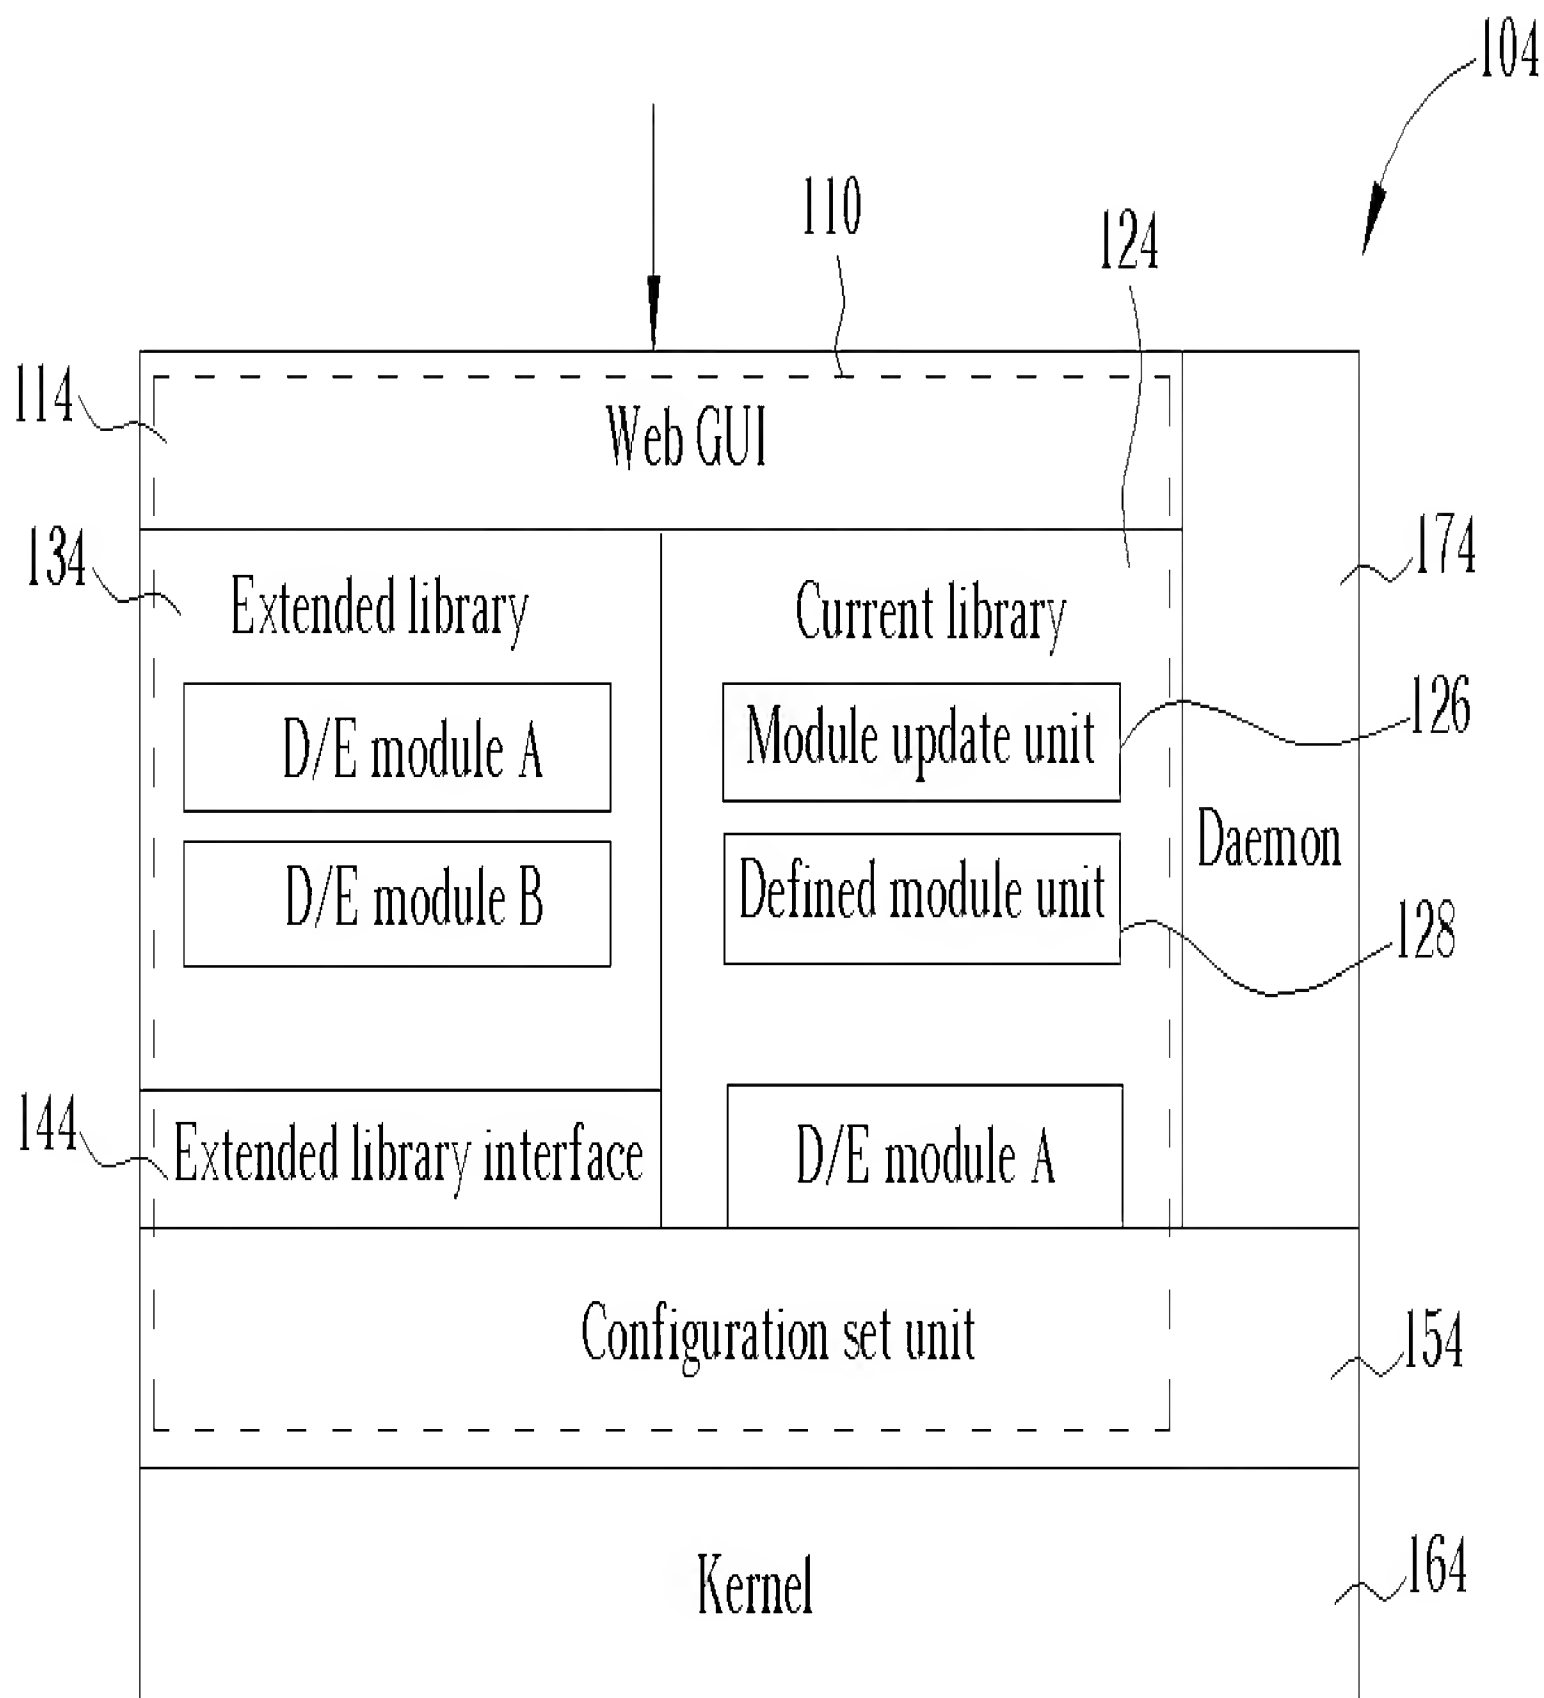 104
110
124
114
Web GUI
134
174
Extended library
Current library
D/E module A
Module update unit
126
Daemon
D/E module B
Defined module unit
128
144
Extended library interface
D/E module A
Configuration set unit
154
Kernel
164